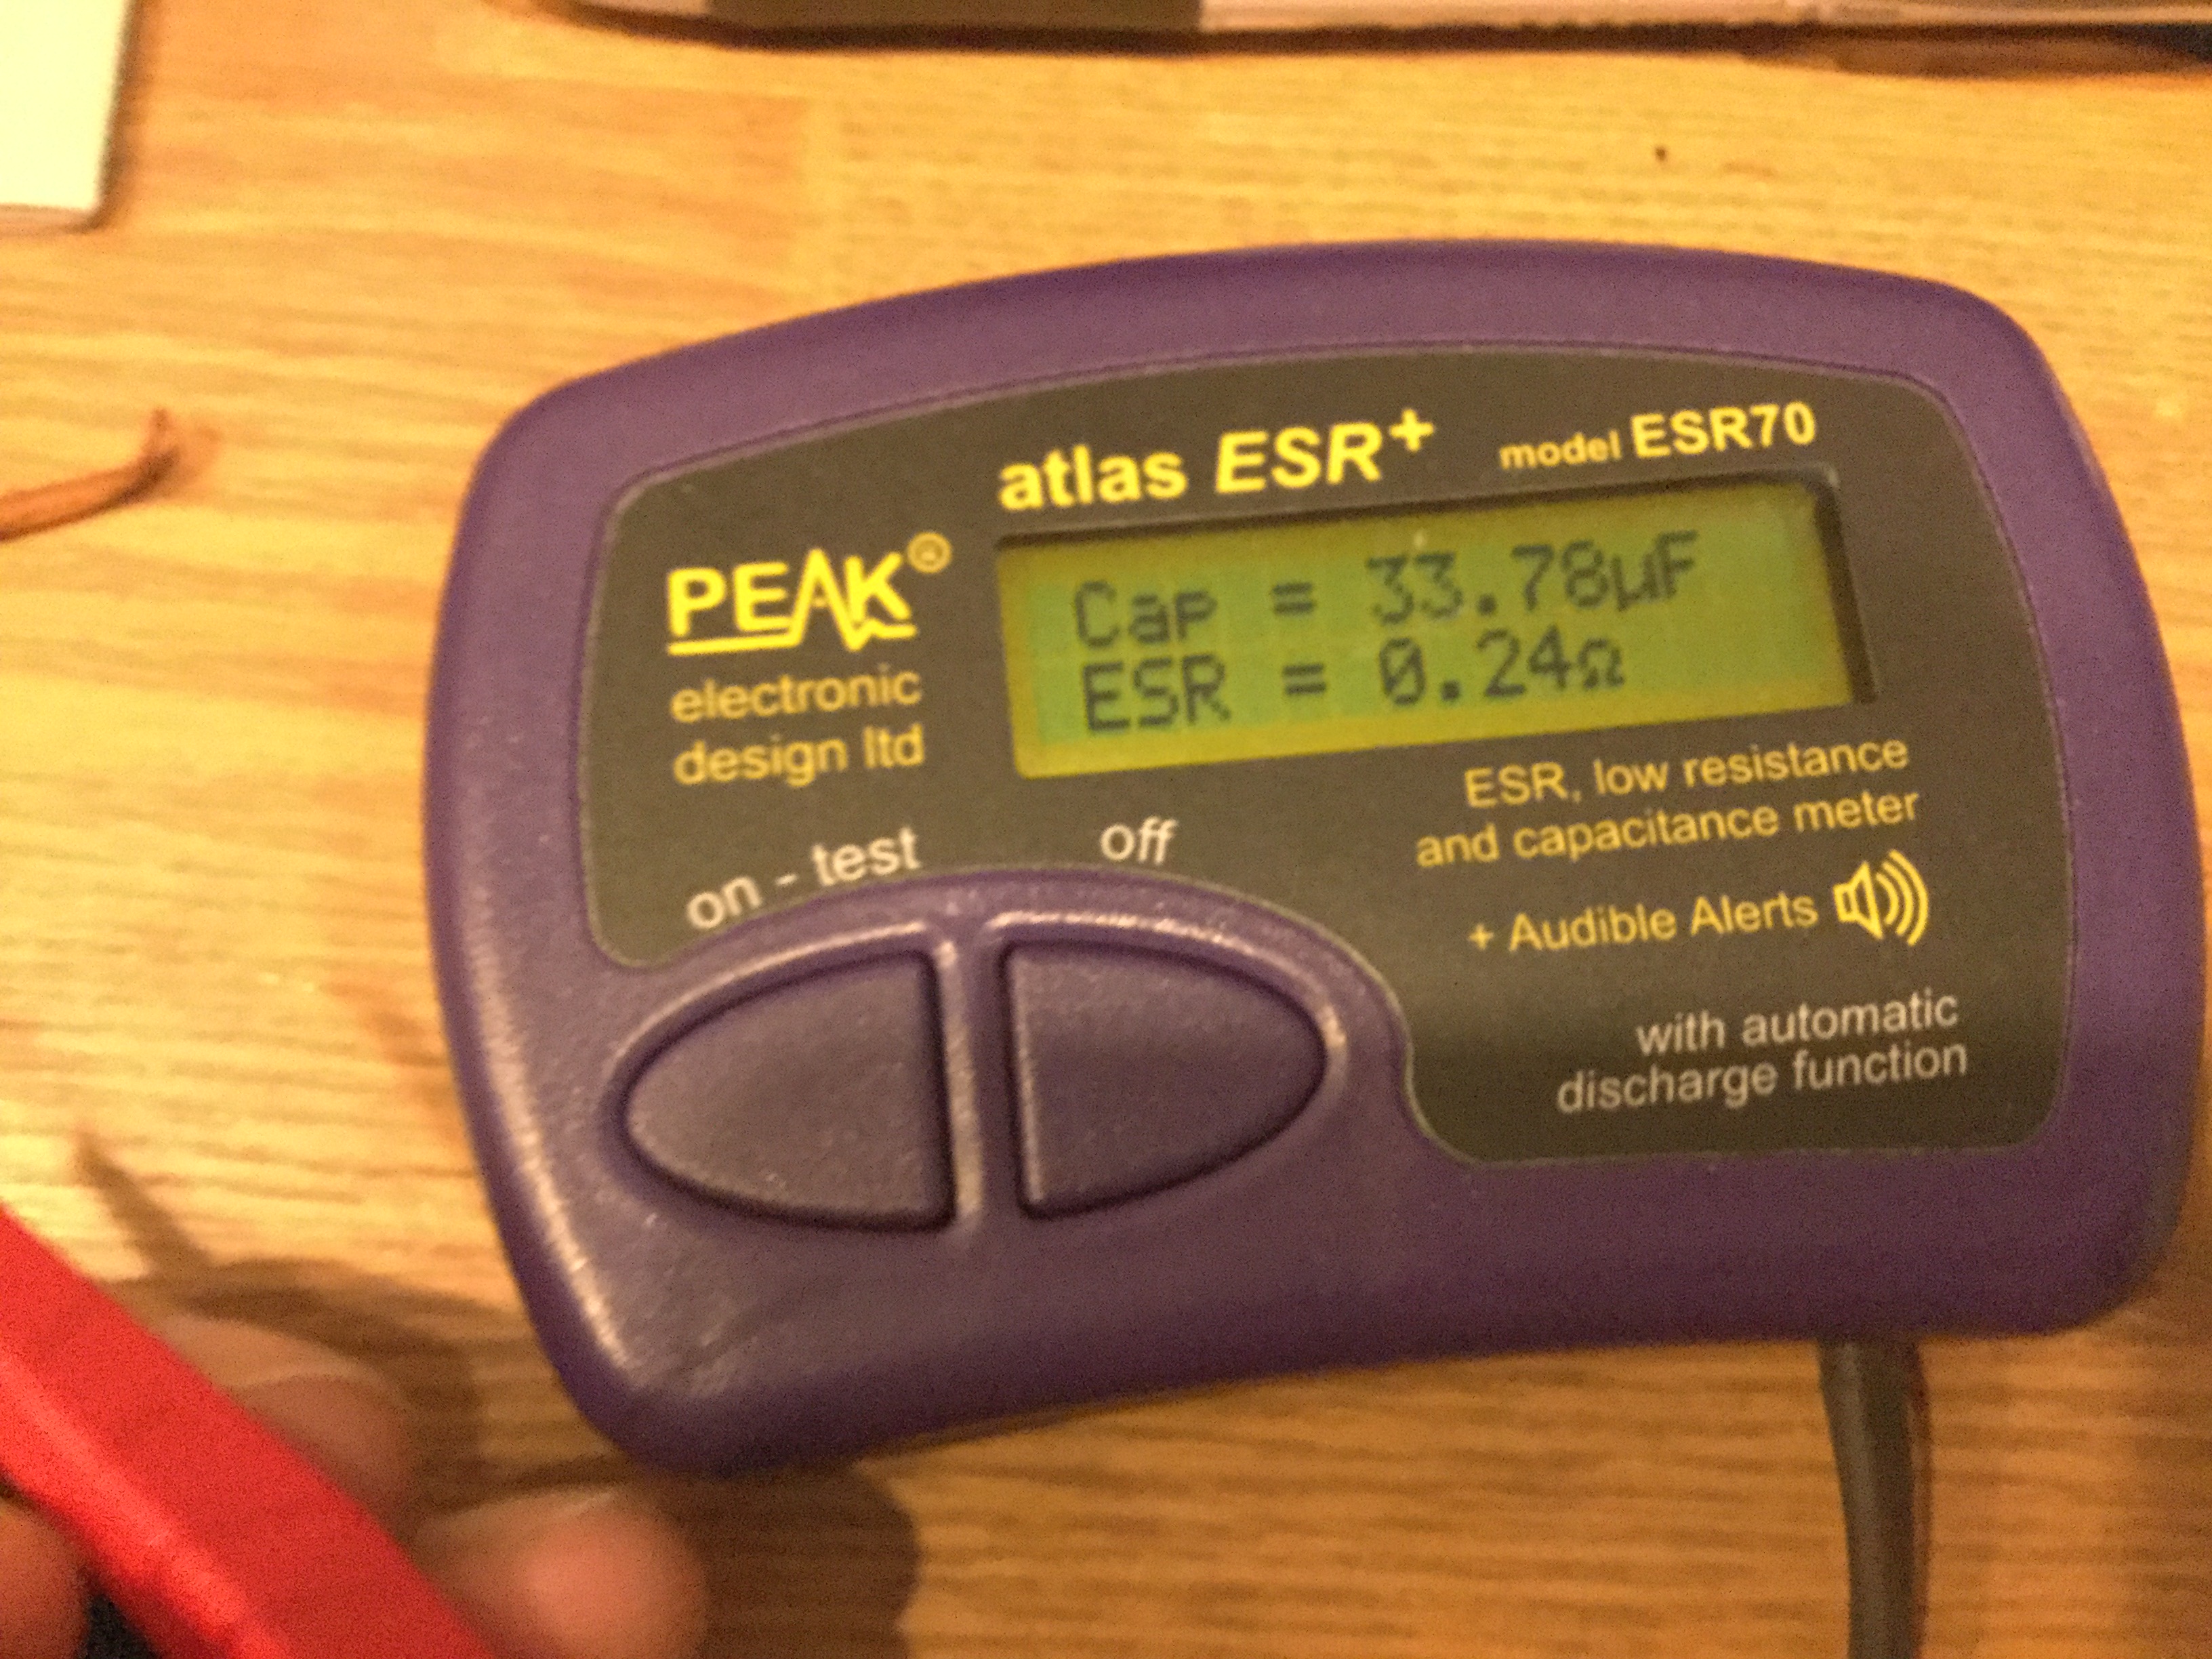 atlas ESR+ model ESR70
PEAK®
electronic
design ltd
Cap = 33.78µF
ESR = 0.24Ω
on - test
off
ESR, low resistance
and capacitance meter
+ Audible Alerts
with automatic
discharge function